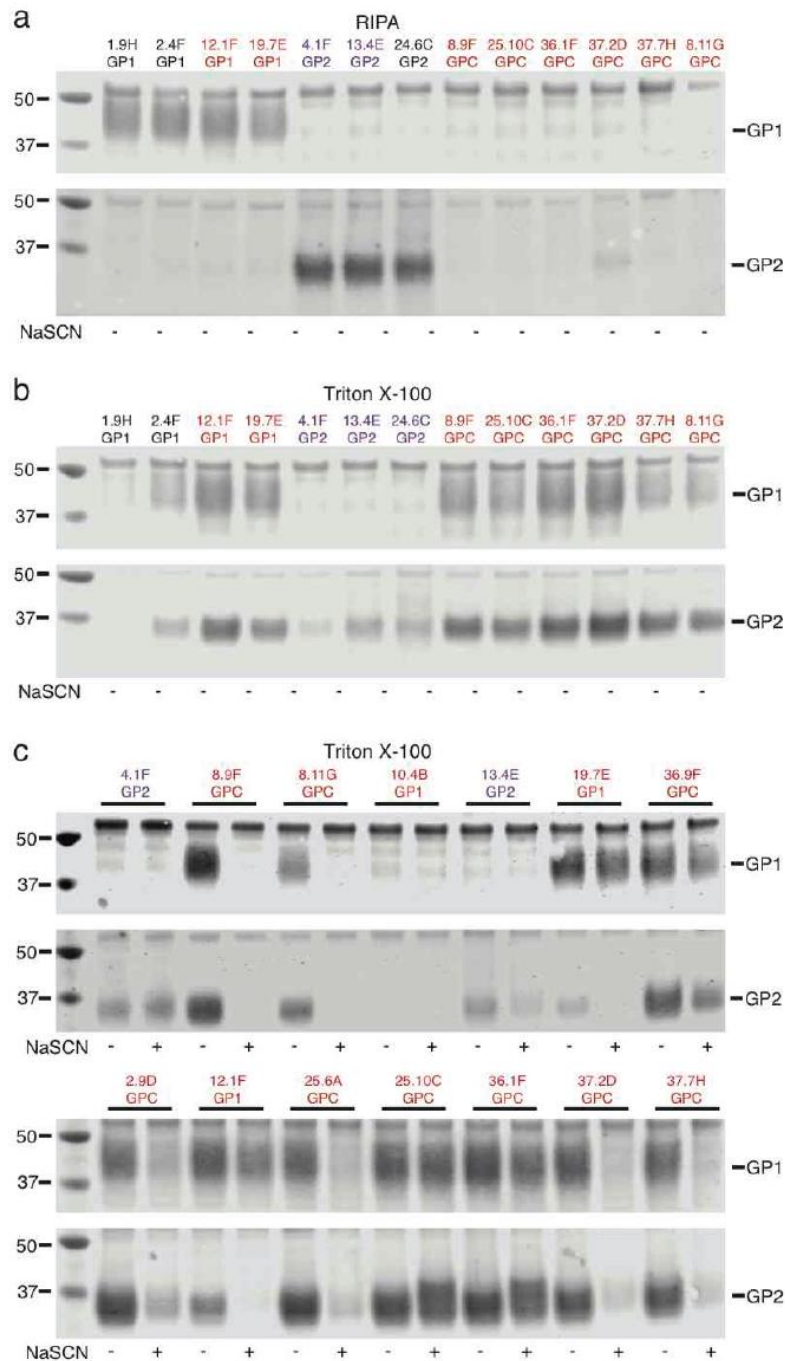 a
RIPA
1.9H 2.4F 12.1F 19.7E 4.1F 13.4E 24.6C 8.9F 25.10C 36.1F 37.2D 37.7H 8.11G
GP1 GP1 GP1 GP1 GP2 GP2 GP2 GPC GPC GPC GPC GPC GPC
50
37
GP1
50
37
GP2
NaSCN - - - - - - - - - - - - -
b
Triton X-100
1.9H 2.4F 12.1F 19.7E 4.1F 13.4E 24.6C 8.9F 25.10C 36.1F 37.2D 37.7H 8.11G
GP1 GP1 GP1 GP1 GP2 GP2 GP2 GPC GPC GPC GPC GPC GPC
50
GP1
37
50
37
GP2
NaSCN - - - - - - - - - - - - -
c
Triton X-100
4.1F 8.9F 8.11G 10.4B 13.4E 19.7E 36.9F
GP2 GPC GPC GP1 GP2 GP1 GPC
50
GP1
37
50
37
GP2
NaSCN - + - + - + - + - + - + - +
2.9D 12.1F 25.6A 25.10C 36.1F 37.2D 37.7H
GPC GP1 GPC GPC GPC GPC GPC
50
GP1
37
50
37
GP2
NaSCN - + - + - + - + - + - + - +